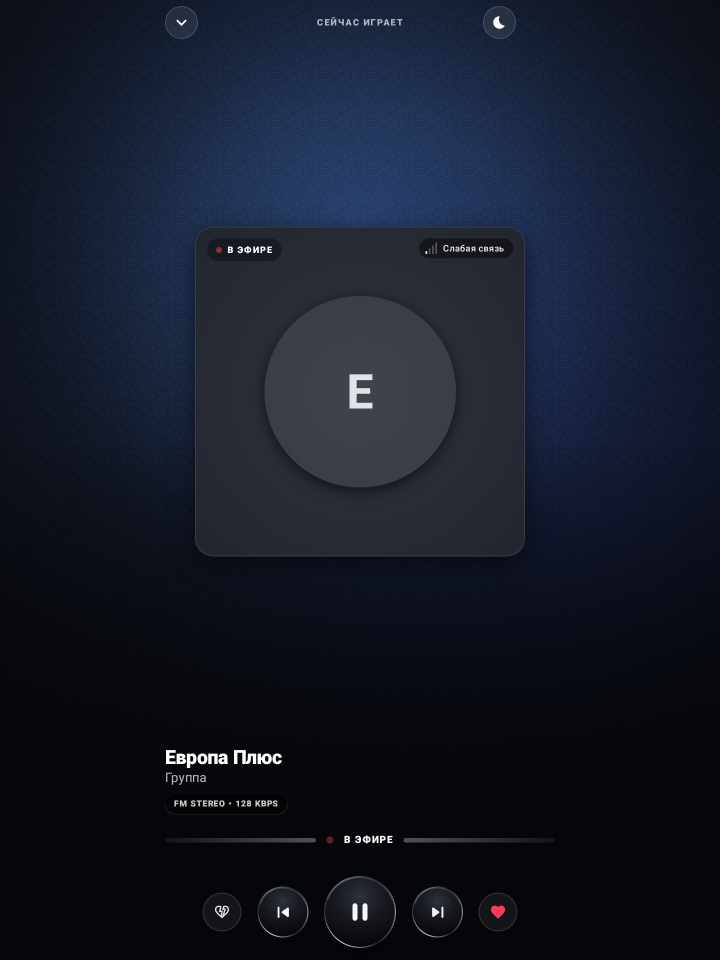 СЕЙЧАС ИГРАЕТ
В ЭФИРЕ
Слабая связь
Е
Европа Плюс
Группа
FM STEREO • 128 KBPS
В ЭФИРЕ